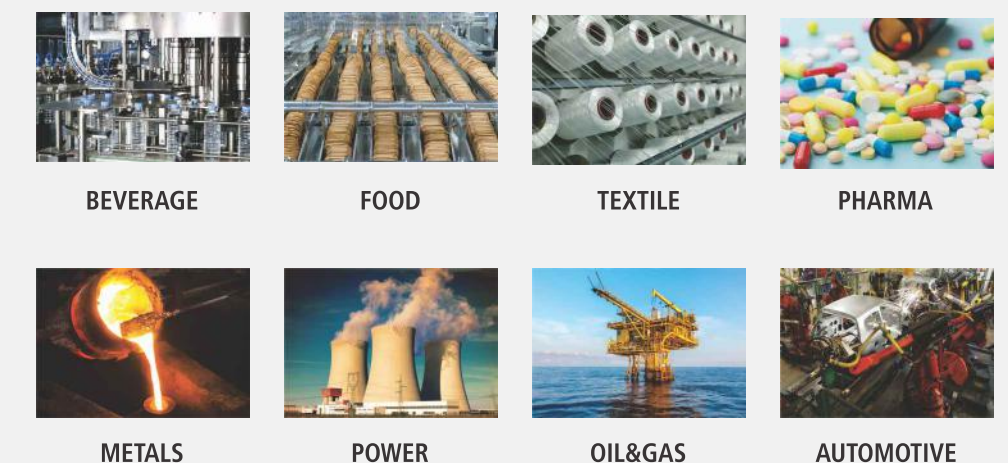 BEVERAGE
FOOD
TEXTILE
PHARMA
METALS
POWER
OIL&GAS
AUTOMOTIVE